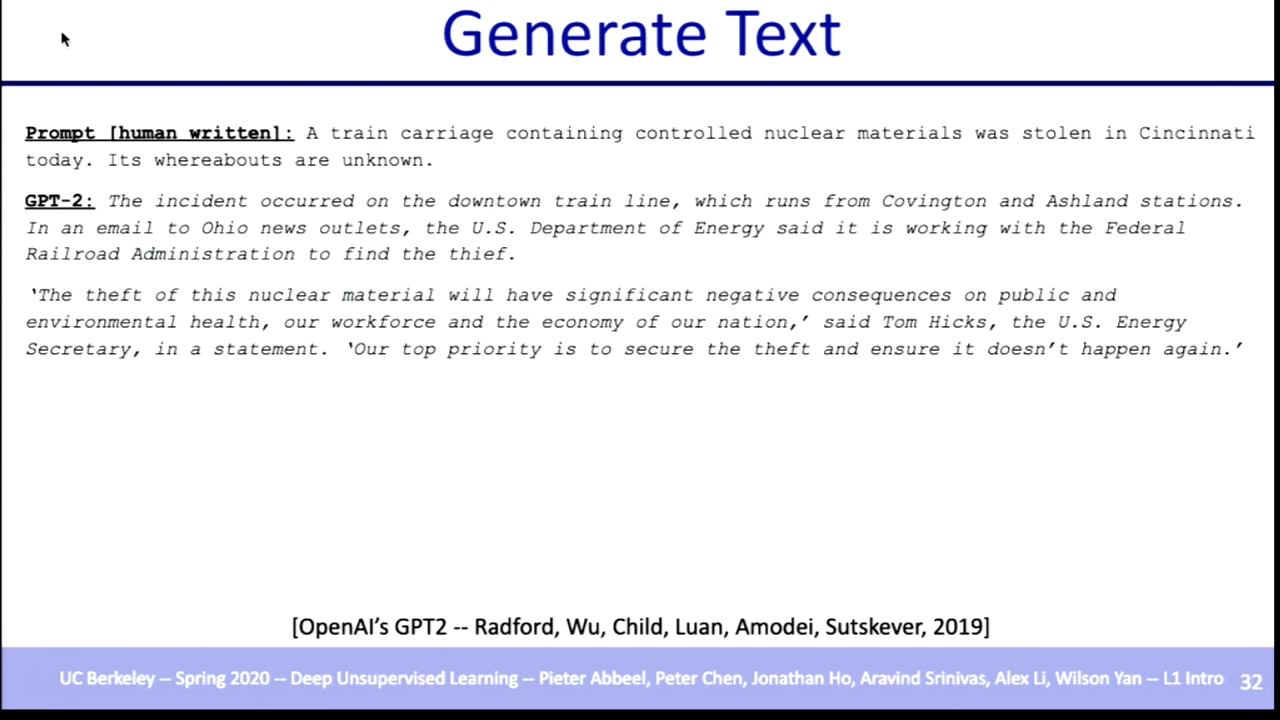 Generate Text
Prompt [human written]: A train carriage containing controlled nuclear materials was stolen in Cincinnati
today. Its whereabouts are unknown.
GPT-2: The incident occurred on the downtown train line, which runs from Covington and Ashland stations.
In an email to Ohio news outlets, the U.S. Department of Energy said it is working with the Federal
Railroad Administration to find the thief.
‘The theft of this nuclear material will have significant negative consequences on public and
environmental health, our workforce and the economy of our nation,’ said Tom Hicks, the U.S. Energy
Secretary, in a statement. ‘Our top priority is to secure the theft and ensure it doesn’t happen again.’
[OpenAI’s GPT2 -- Radford, Wu, Child, Luan, Amodei, Sutskever, 2019]
UC Berkeley -- Spring 2020 -- Deep Unsupervised Learning -- Pieter Abbeel, Peter Chen, Jonathan Ho, Aravind Srinivas, Alex Li, Wilson Yan -- L1 Intro 32